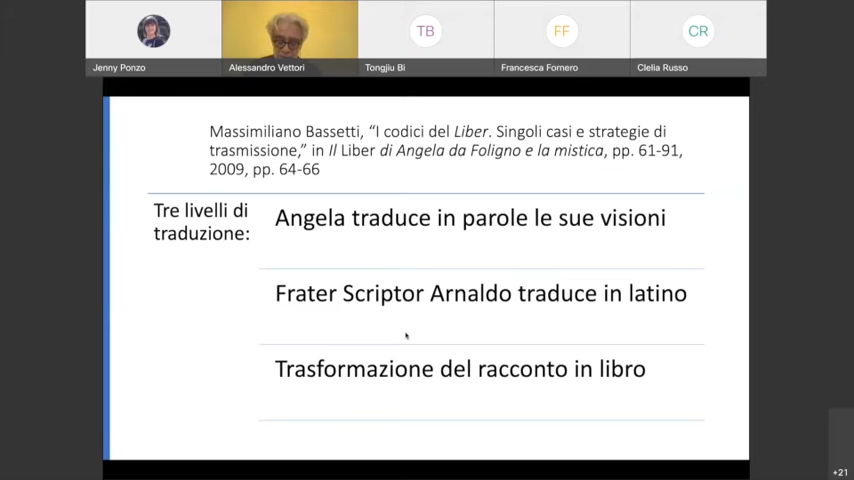 TB
FF
CR
Jenny Ponzo
Alessandro Vettori
Tongjiu Bi
Francesca Fornero
Clelia Russo
Massimiliano Bassetti, “I codici del Liber. Singoli casi e strategie di
trasmissione,” in Il Liber di Angela da Foligno e la mistica, pp. 61-91,
2009, pp. 64-66
Tre livelli di
traduzione:
Angela traduce in parole le sue visioni
Frater Scriptor Arnaldo traduce in latino
Trasformazione del racconto in libro
+21